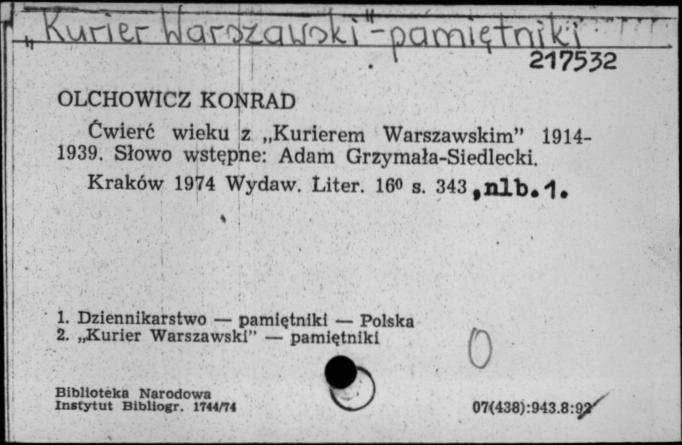 „Kurier Warszawski"-pamiętniki
217532
OLCHOWICZ KONRAD
Ćwierć wieku z „Kurierem Warszawskim” 1914-
1939. Słowo wstępne: Adam Grzymała-Siedlecki.
Kraków 1974 Wydaw. Liter. 16⁰ s. 343, nlb. 1.
1. Dziennikarstwo — pamiętniki — Polska
2. „Kurier Warszawski” — pamiętniki
0
Biblioteka Narodowa
Instytut Bibliogr. 1744/74
07(438):943.8:92